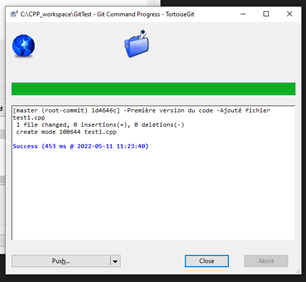 C:\CPP_workspace\GitTest - Git Command Progress - TortoiseGit
[master (root-commit) 1d4646c] -Première version du code -Ajouté fichier
test1.cpp
1 file changed, 0 insertions(+), 0 deletions(-)
create mode 100644 test1.cpp
Success (453 ms @ 2022-05-11 11:23:40)
Push...
Close
Abort